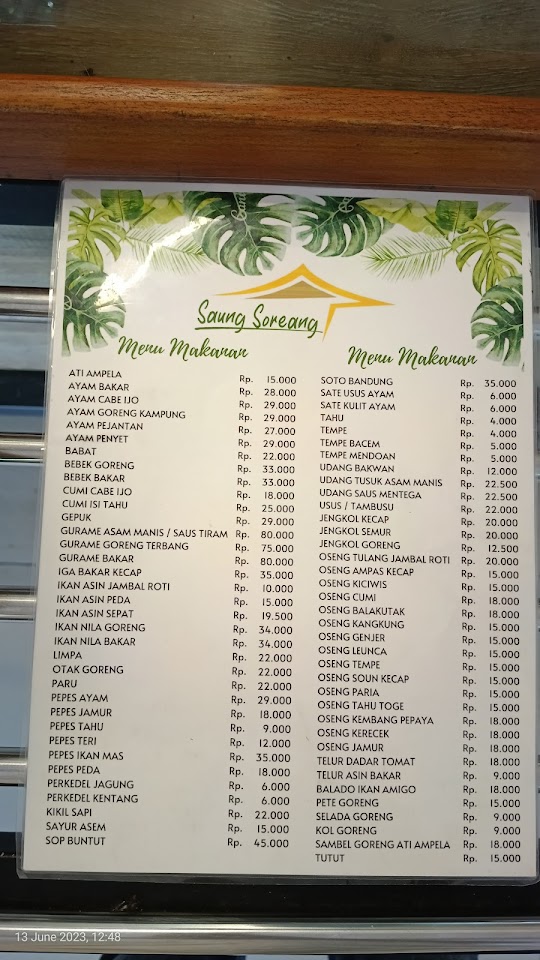 Saung Soreang
Menu Makanan
ATI AMPELA Rp. 15.000
AYAM BAKAR Rp. 28.000
AYAM CABE IJO Rp. 29.000
AYAM GORENG KAMPUNG Rp. 29.000
AYAM PEJANTAN Rp. 27.000
AYAM PENYET Rp. 29.000
BABAT Rp. 22.000
BEBEK GORENG Rp. 33.000
BEBEK BAKAR Rp. 33.000
CUMI CABE IJO Rp. 18.000
CUMI ISI TAHU Rp. 25.000
GEPUK Rp. 29.000
GURAME ASAM MANIS / SAUS TIRAM Rp. 80.000
GURAME GORENG TERBANG Rp. 75.000
GURAME BAKAR Rp. 80.000
IGA BAKAR KECAP Rp. 35.000
IKAN ASIN JAMBAL ROTI Rp. 10.000
IKAN ASIN PEDA Rp. 15.000
IKAN ASIN SEPAT Rp. 19.500
IKAN NILA GORENG Rp. 34.000
IKAN NILA BAKAR Rp. 34.000
LIMPA Rp. 22.000
OTAK GORENG Rp. 22.000
PARU Rp. 22.000
PEPES AYAM Rp. 29.000
PEPES JAMUR Rp. 18.000
PEPES TAHU Rp. 9.000
PEPES TERI Rp. 12.000
PEPES IKAN MAS Rp. 35.000
PEPES PEDA Rp. 18.000
PERKEDEL JAGUNG Rp. 6.000
PERKEDEL KENTANG Rp. 6.000
KIKIL SAPI Rp. 22.000
SAYUR ASEM Rp. 15.000
SOP BUNTUT Rp. 45.000
Menu Makanan
SOTO BANDUNG Rp. 35.000
SATE USUS AYAM Rp. 6.000
SATE KULIT AYAM Rp. 6.000
TAHU Rp. 4.000
TEMPE Rp. 4.000
TEMPE BACEM Rp. 5.000
TEMPE MENDOAN Rp. 5.000
UDANG BAKWAN Rp. 12.000
UDANG TUSUK ASAM MANIS Rp. 22.500
UDANG SAUS MENTEGA Rp. 22.500
USUS / TAMBUSU Rp. 22.000
JENGKOL KECAP Rp. 20.000
JENGKOL SEMUR Rp. 20.000
JENGKOL GORENG Rp. 12.500
OSENG TULANG JAMBAL ROTI Rp. 20.000
OSENG AMPAS KECAP Rp. 15.000
OSENG KICIWIS Rp. 15.000
OSENG CUMI Rp. 18.000
OSENG BALAKUTAK Rp. 18.000
OSENG KANGKUNG Rp. 15.000
OSENG GENJER Rp. 15.000
OSENG LEUNCA Rp. 15.000
OSENG TEMPE Rp. 15.000
OSENG SOUN KECAP Rp. 15.000
OSENG PARIA Rp. 15.000
OSENG TAHU TOGE Rp. 15.000
OSENG KEMBANG PEPAYA Rp. 18.000
OSENG KERECEK Rp. 18.000
OSENG JAMUR Rp. 18.000
TELUR DADAR TOMAT Rp. 18.000
TELUR ASIN BAKAR Rp. 9.000
BALADO IKAN AMIGO Rp. 18.000
PETE GORENG Rp. 15.000
SELADA GORENG Rp. 9.000
KOL GORENG Rp. 9.000
SAMBEL GORENG ATI AMPELA Rp. 18.000
TUTUT Rp. 15.000
13 June 2023, 12:48